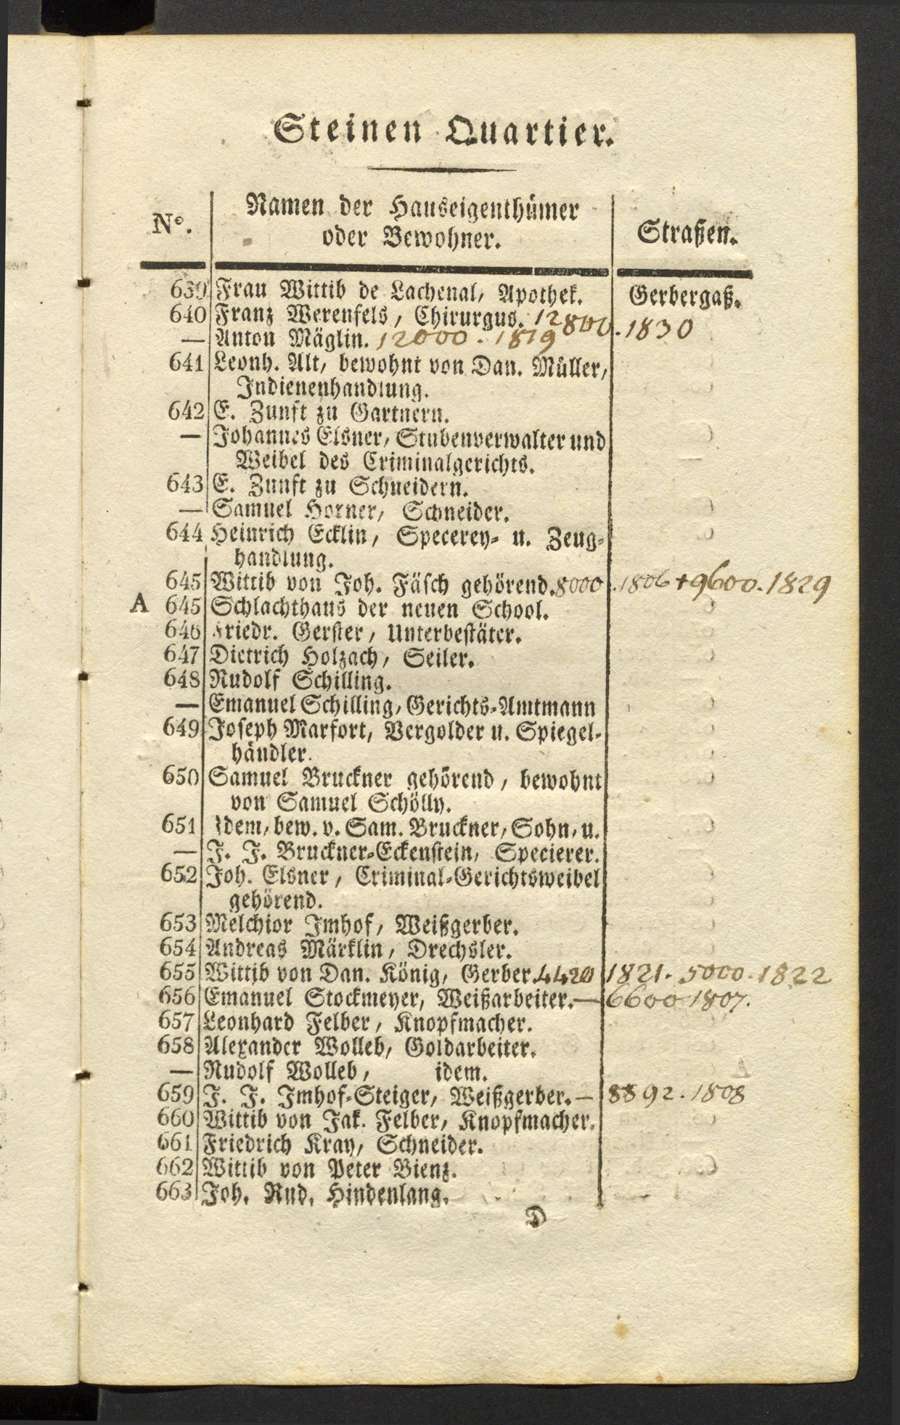 Steinen Quartier.
Nº.
Namen der Hauseigenthümer
oder Bewohner.
Straßen.
639 Frau Wittib de Lachenal, Apothek. Gerbergaß.
640 Franz Werenfels, Chirurgus. 12800. 1830
— Anton Mäglin. 12000. 1819
641 Leonh. Alt, bewohnt von Dan. Müller,
Indienenhandlung.
642 E. Zunft zu Gartnern.
— Johannes Elsner, Stubenverwalter und
Weibel des Criminalgerichts.
643 E. Zunft zu Schneidern.
— Samuel Horner, Schneider.
644 Heinrich Ecklin, Specerey- u. Zeug-
handlung.
645 Wittib von Joh. Fäsch gehörend. 8000. 1806 + 9600. 1829
A 645 Schlachthaus der neuen School.
646 Friedr. Gerster, Unterbestäter.
647 Dietrich Holzach, Seiler.
648 Rudolf Schilling.
— Emanuel Schilling, Gerichts-Amtmann
649 Joseph Marfort, Vergolder u. Spiegel-
händler.
650 Samuel Bruckner gehörend, bewohnt
von Samuel Schölly.
651 Idem, bew. v. Sam. Bruckner, Sohn, u.
— J. J. Bruckner-Eckenstein, Specierer.
652 Joh. Elsner, Criminal-Gerichtsweibel
gehörend.
653 Melchior Imhof, Weißgerber.
654 Andreas Märklin, Drechsler.
655 Wittib von Dan. König, Gerber. 4420 1821. 5000. 1822
656 Emanuel Stockmeyer, Weißarbeiter. — 6600 1807.
657 Leonhard Felber, Knopfmacher.
658 Alexander Wolleb, Goldarbeiter.
— Rudolf Wolleb, idem.
659 J. J. Imhof-Steiger, Weißgerber. — 8892. 1808
660 Wittib von Jak. Felber, Knopfmacher.
661 Friedrich Kray, Schneider.
662 Wittib von Peter Bienz.
663 Joh. Rud. Hindenlang.
D